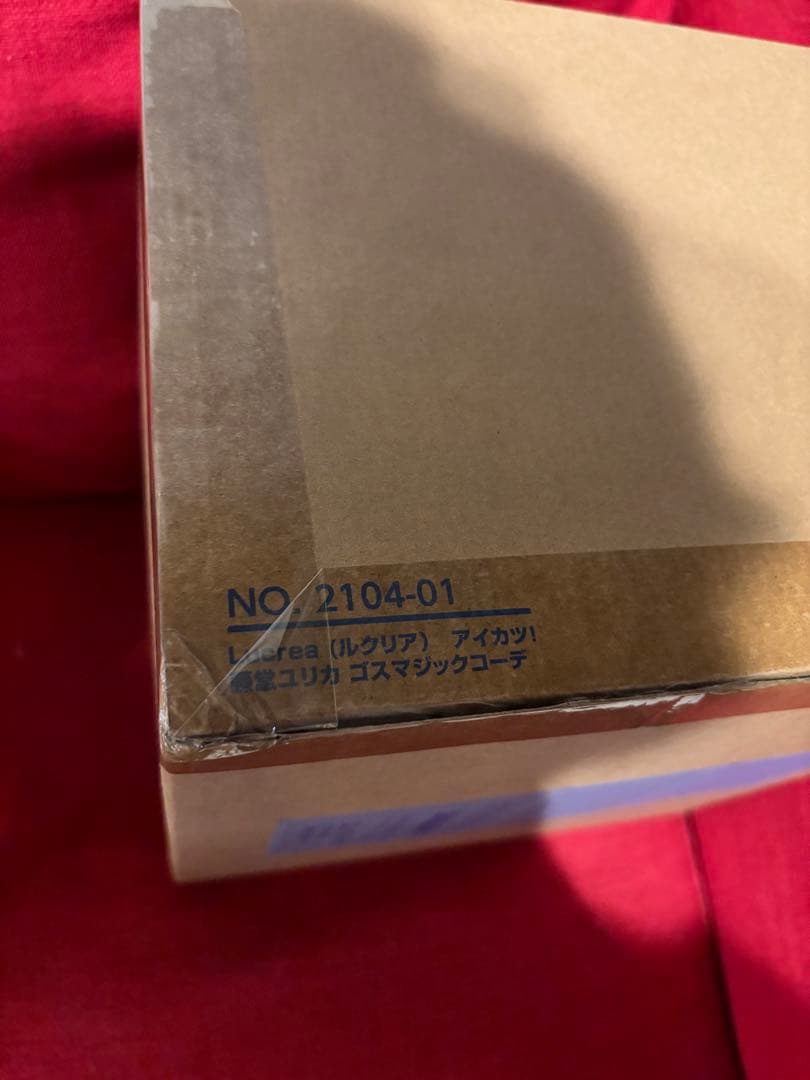 NO. 2104-01
Lucrea (ルクリア) アイカツ!
藤堂ユリカ ゴスマジックコーデ